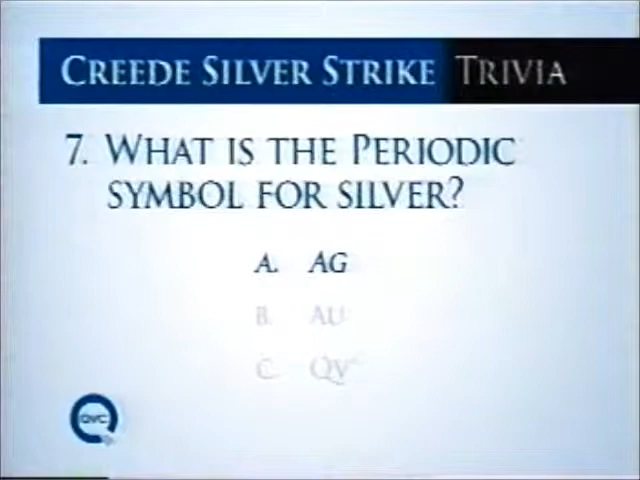 CREEDE SILVER STRIKE TRIVIA
7. WHAT IS THE PERIODIC
SYMBOL FOR SILVER?
A. AG
B. AU
C. QV
QVC